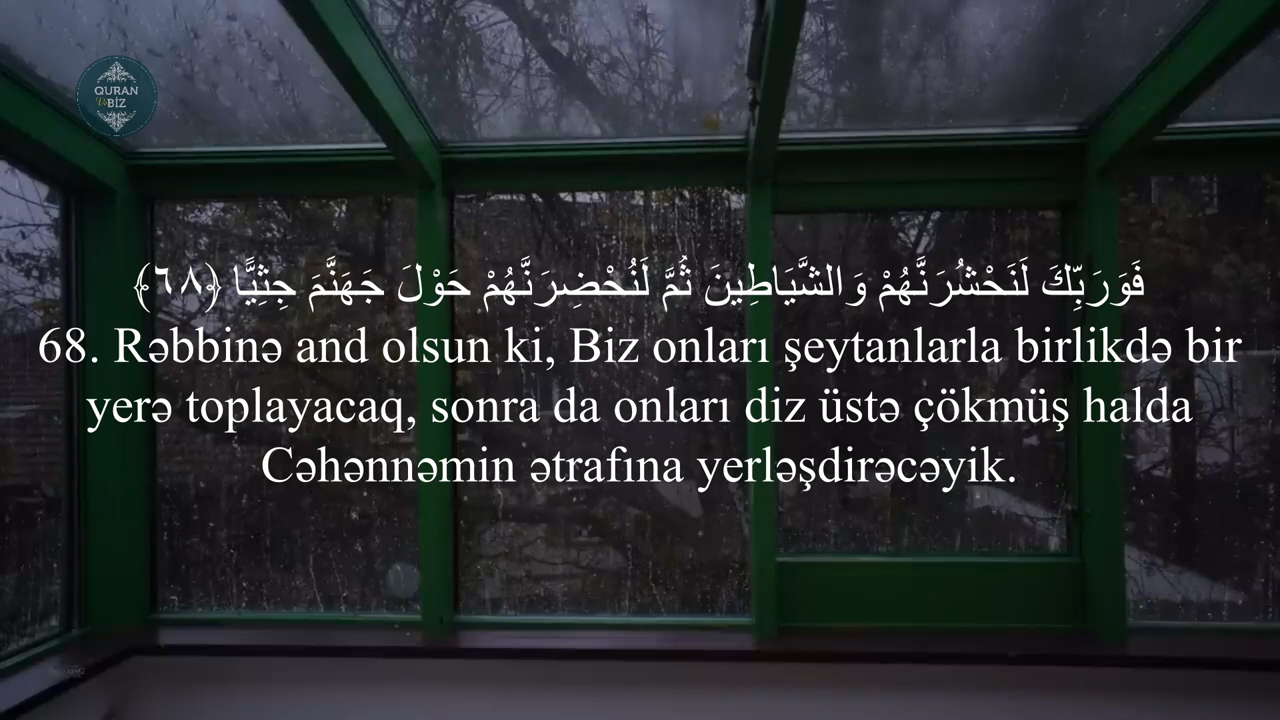 QURAN
Və
BİZ
فَوَرَبِّكَ لَنَحْشُرَنَّهُمْ وَالشَّيَاطِينَ ثُمَّ لَنُحْضِرَنَّهُمْ حَوْلَ جَهَنَّمَ جِثِيًّا ﴿٦٨﴾
68. Rəbbinə and olsun ki, Biz onları şeytanlarla birlikdə bir
yerə toplayacaq, sonra da onları diz üstə çökmüş halda
Cəhənnəmin ətrafına yerləşdirəcəyik.